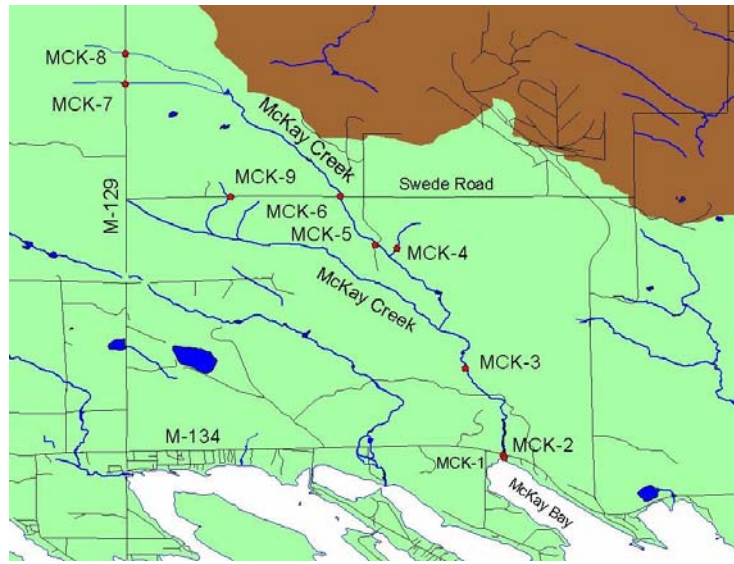 MCK-8
MCK-7
McKay Creek
MCK-9
Swede Road
M-129
MCK-6
MCK-5
MCK-4
McKay Creek
MCK-3
M-134
MCK-2
MCK-1
McKay Bay